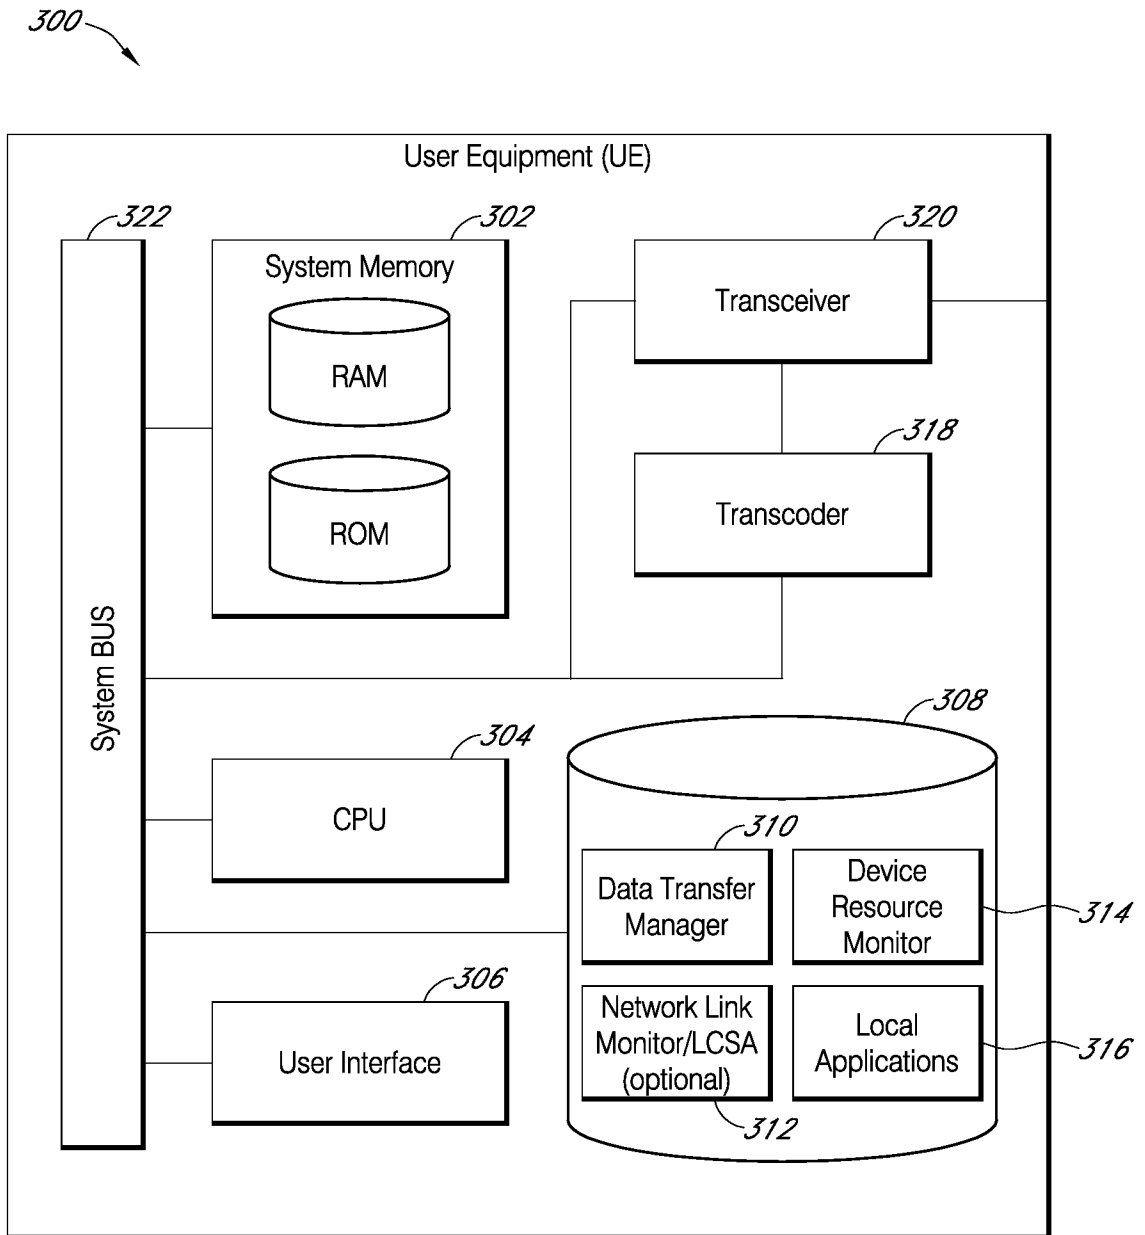 300
User Equipment (UE)
322
302
320
System Memory
RAM
ROM
Transceiver
318
Transcoder
System BUS
304
CPU
308
310
Data Transfer
Manager
Device
Resource
Monitor
314
306
User Interface
Network Link
Monitor/LCSA
(optional)
312
Local
Applications
316